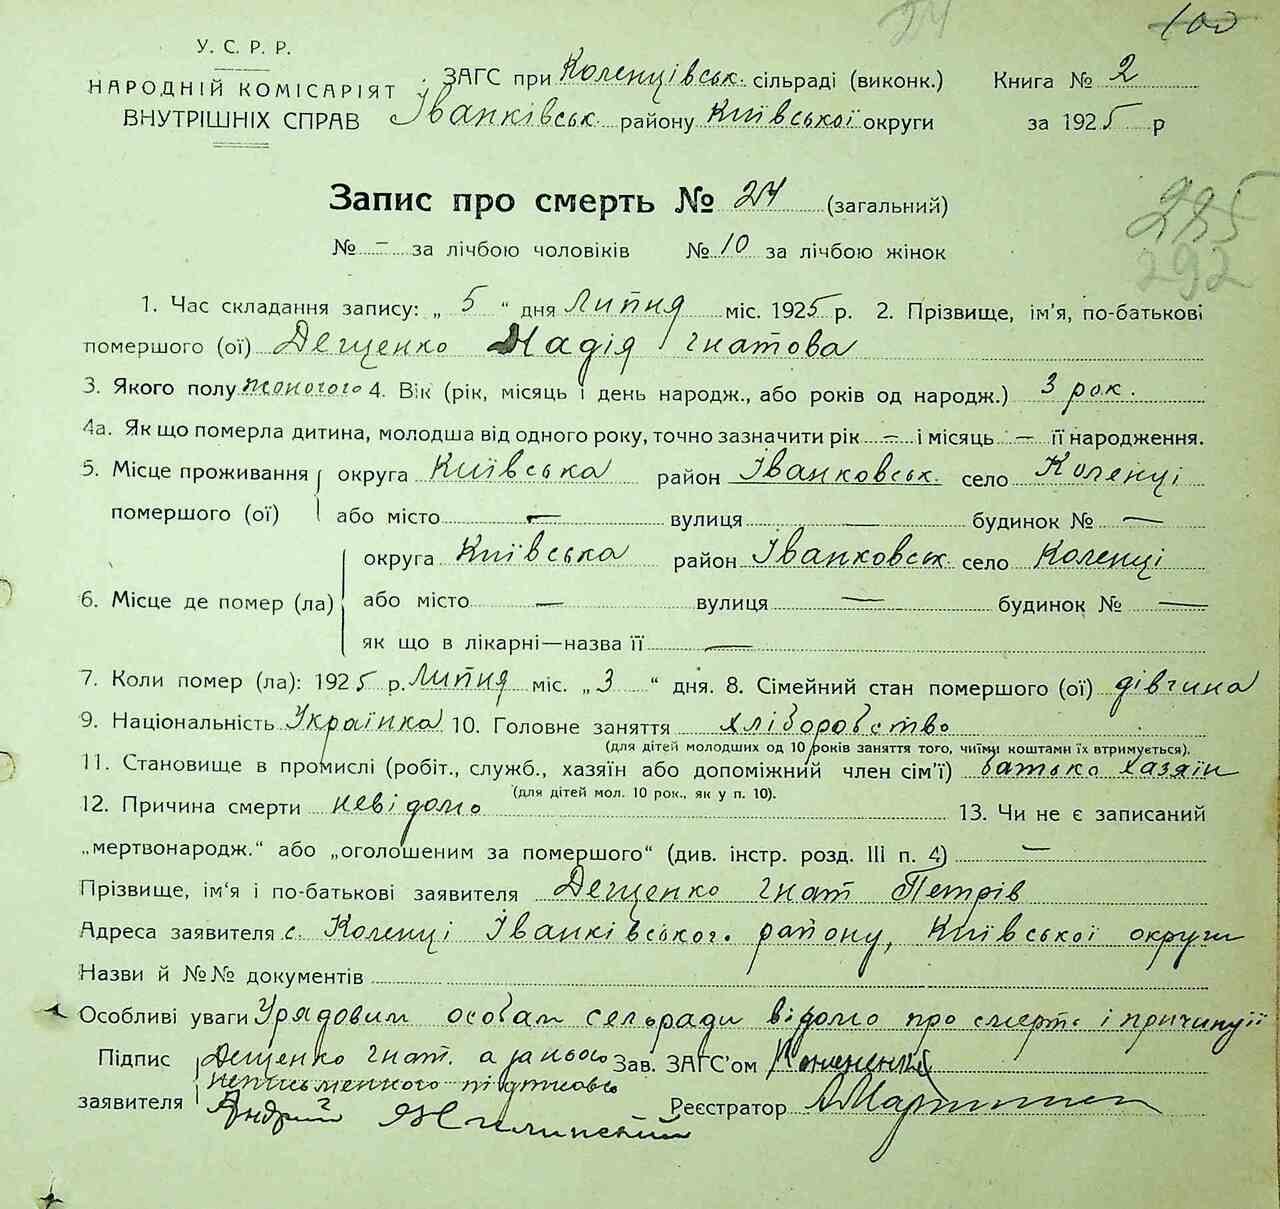 100
24
У. С. Р. Р.
НАРОДНІЙ КОМІСАРІЯТ
ВНУТРІШНІХ СПРАВ
ЗАГС при Коленцівськ. сільраді (виконк.)
Іванківськ. району Київської округи
Книга № 2
за 1925 р
Запис про смерть № 24 (загальний)
№ – за лічбою чоловіків № 10 за лічбою жінок
285
292
1. Час складання запису: „ 5 “ дня Липня міс. 1925 р. 2. Прізвище, ім'я, по-батькові
помершого (ої) Дещенко Надія Гнатова
3. Якого полу жоночого 4. Вік (рік, місяць і день народж., або років од народж.) 3 рок.
4а. Як що померла дитина, молодша від одного року, точно зазначити рік – і місяць – її народження.
5. Місце проживання округа Київська район Іванковськ. село Коленці
помершого (ої) або місто — вулиця — будинок № —
округа Київська район Іванковськ. село Коленці
6. Місце де помер (ла) або місто — вулиця — будинок № —
як що в лікарні—назва її —
7. Коли помер (ла): 1925 р. Липня міс. „ 3 “ дня. 8. Сімейний стан помершого (ої) дівчина
9. Національність Українка 10. Головне заняття хліборобство
(для дітей молодших од 10 років заняття того, чиїми коштами їх втримується).
11. Становище в промислі (робіт., служб., хазяїн або допоміжний член сім'ї) батько хазяїн
(для дітей мол. 10 рок., як у п. 10).
12. Причина смерти невідомо 13. Чи не є записаний
„мертвонародж.“ або „оголошеним за помершого“ (див. інстр. розд. III п. 4) —
Прізвище, ім'я і по-батькові заявителя Дещенко Гнат Петрів
Адреса заявителя с. Коленці Іванківського. району, Київської округи
Назви й №№ документів
Особливі уваги Урядовим особам сельради відомо про смерть і причину її
Підпис Дещенко Гнат. а за нього Зав. ЗАГС'ом
неписьменного підписовсь
заявителя Андрій Реєстратор